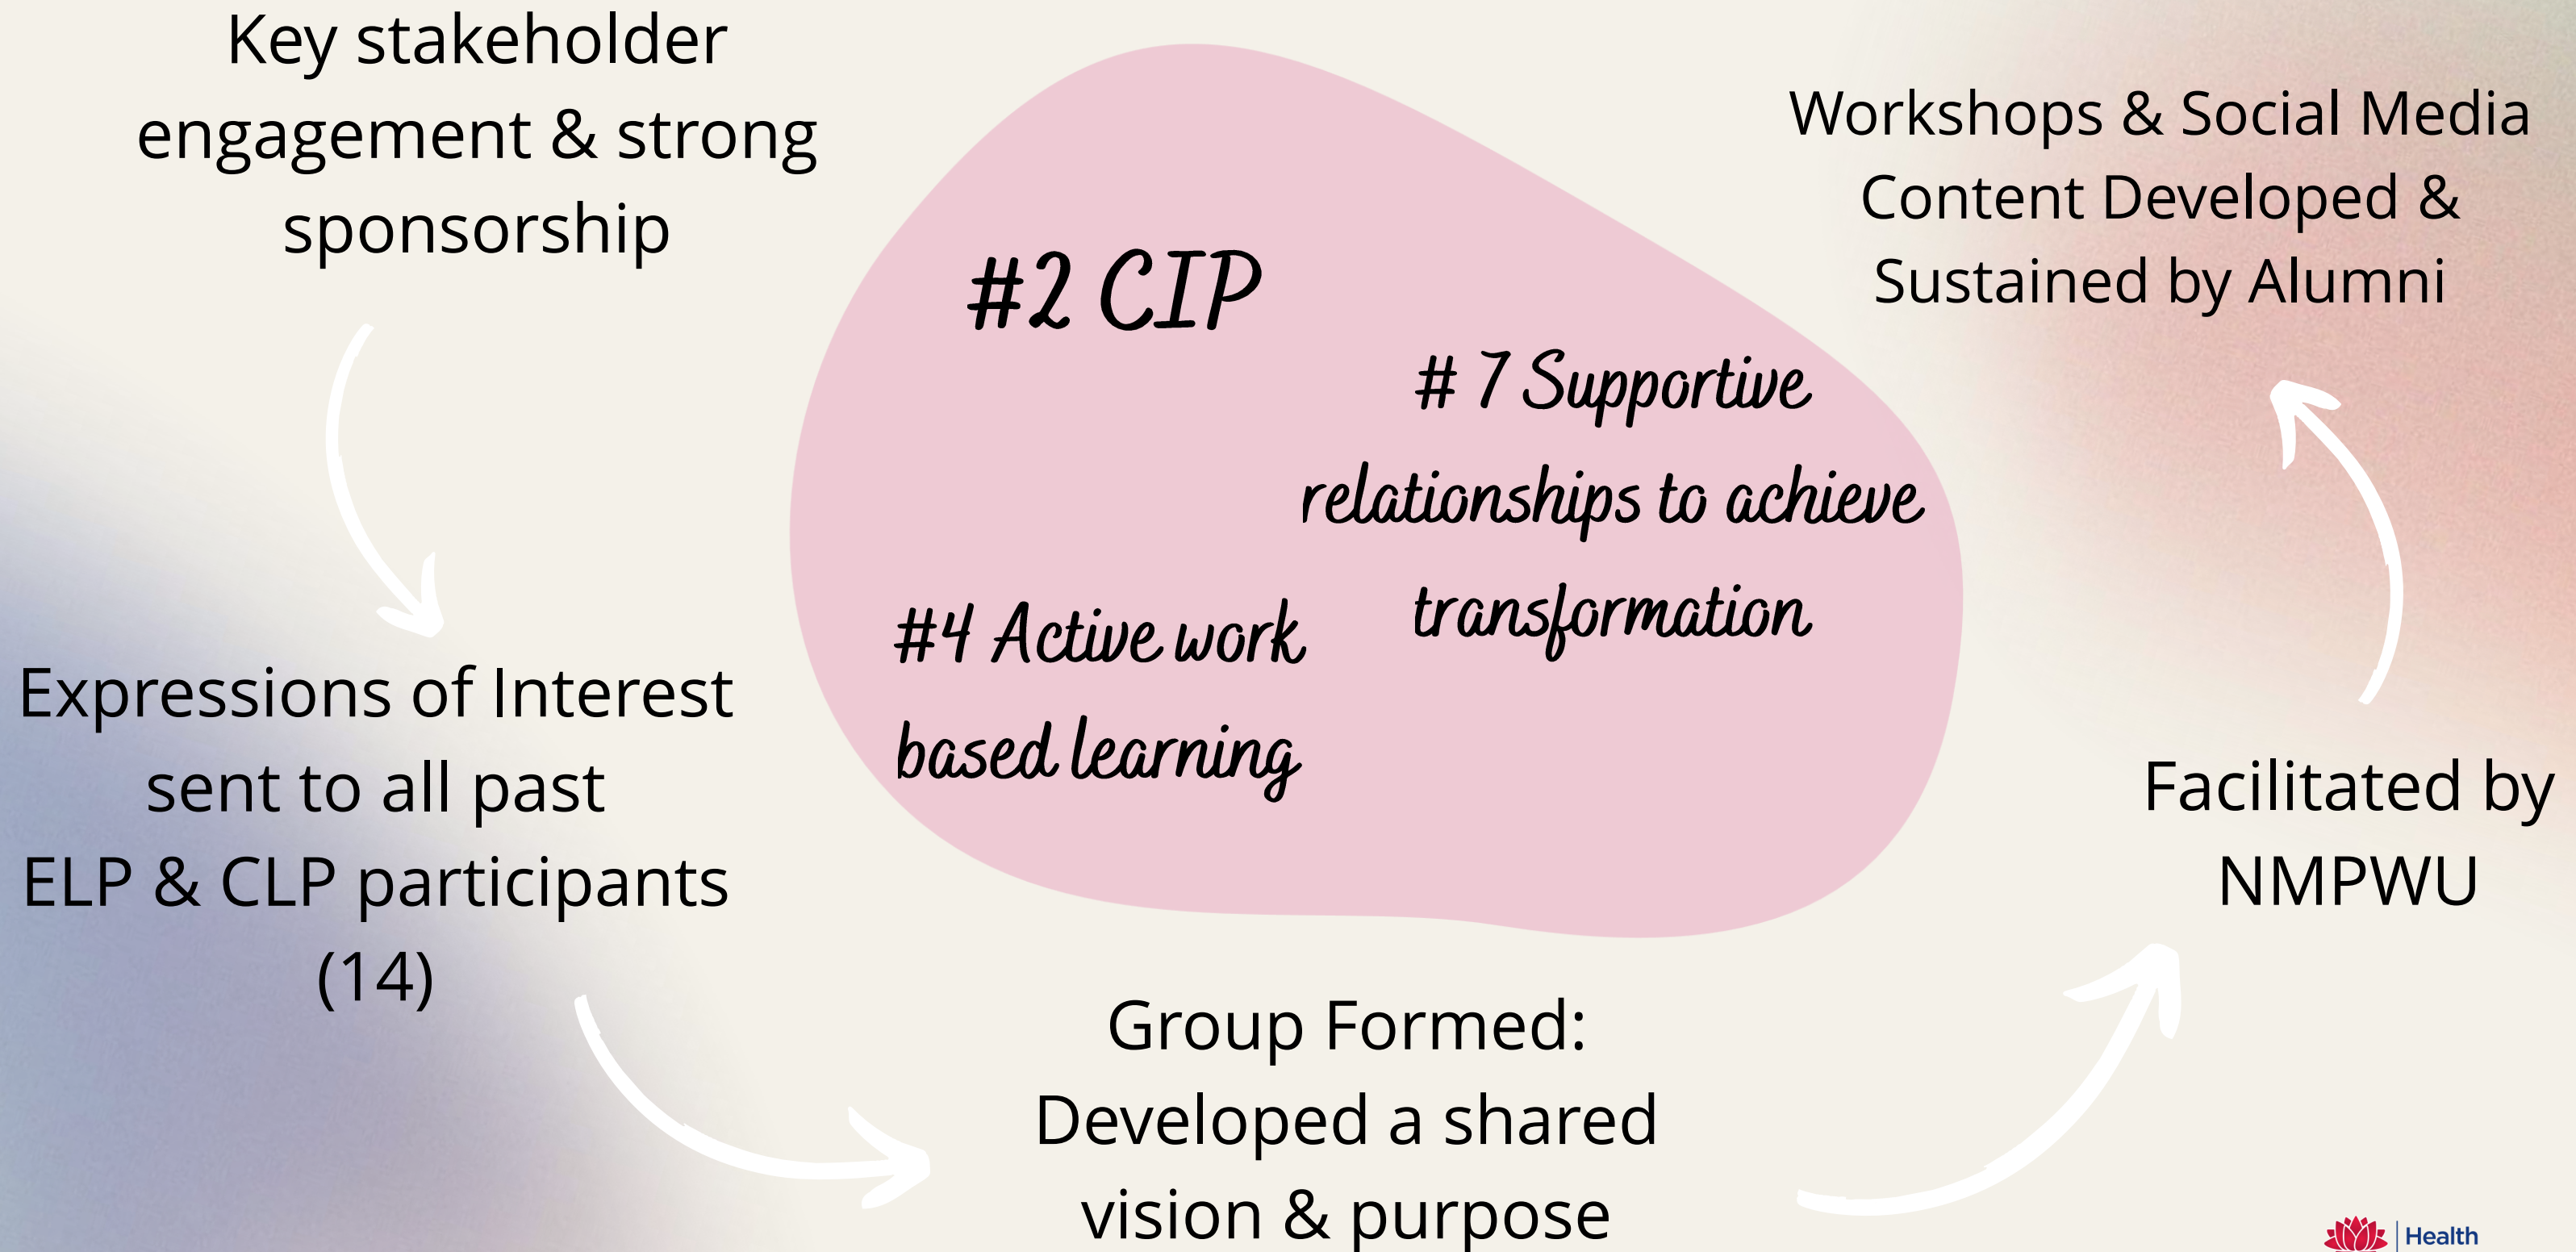 Key stakeholder
engagement & strong
sponsorship
Expressions of Interest
sent to all past
ELP & CLP participants
(14)
Group Formed:
Developed a shared
vision & purpose
Facilitated by
NMPWU
Workshops & Social Media
Content Developed &
Sustained by Alumni
#2 CIP
# 7 Supportive
relationships to achieve
transformation
#4 Active work
based learning
Health